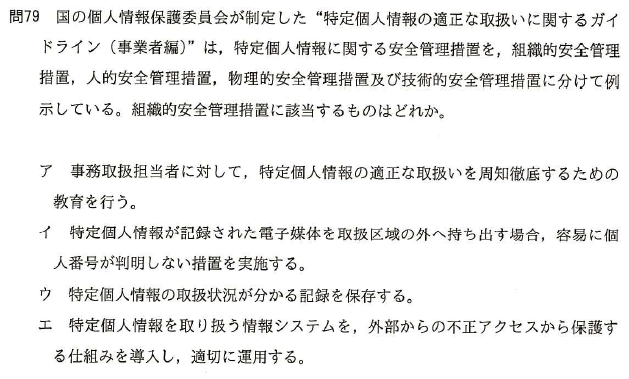 問79 国の個人情報保護委員会が制定した“特定個人情報の適正な取扱いに関するガイ
ドライン（事業者編）”は，特定個人情報に関する安全管理措置を，組織的安全管理
措置，人的安全管理措置，物理的安全管理措置及び技術的安全管理措置に分けて例
示している。組織的安全管理措置に該当するものはどれか。
ア 事務取扱担当者に対して，特定個人情報の適正な取扱いを周知徹底するための
教育を行う。
イ 特定個人情報が記録された電子媒体を取扱区域の外へ持ち出す場合，容易に個
人番号が判明しない措置を実施する。
ウ 特定個人情報の取扱状況が分かる記録を保存する。
エ 特定個人情報を取り扱う情報システムを，外部からの不正アクセスから保護す
る仕組みを導入し，適切に運用する。